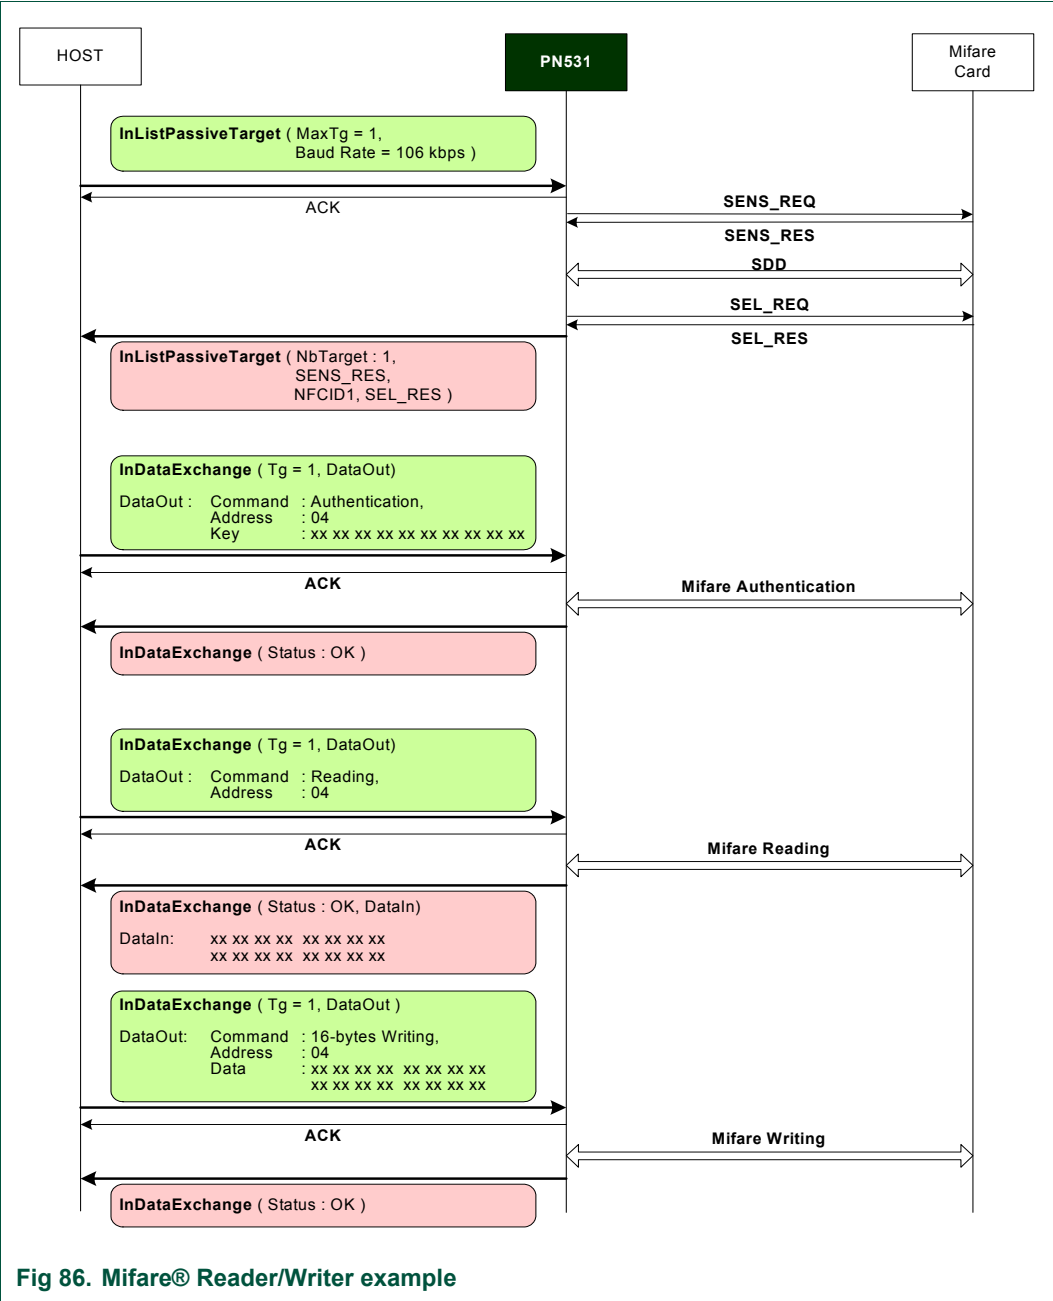 HOST
PN531
Mifare
Card
InListPassiveTarget ( MaxTg = 1,
Baud Rate = 106 kbps )
ACK
SENS_REQ
SENS_RES
SDD
SEL_REQ
SEL_RES
InListPassiveTarget ( NbTarget : 1,
SENS_RES,
NFCID1, SEL_RES )
InDataExchange ( Tg = 1, DataOut)
DataOut : Command : Authentication,
Address : 04
Key : xx xx xx xx xx xx xx xx xx xx
ACK
Mifare Authentication
InDataExchange ( Status : OK )
InDataExchange ( Tg = 1, DataOut)
DataOut : Command : Reading,
Address : 04
ACK
Mifare Reading
InDataExchange ( Status : OK, DataIn)
DataIn: xx xx xx xx xx xx xx xx
xx xx xx xx xx xx xx xx
InDataExchange ( Tg = 1, DataOut )
DataOut: Command : 16-bytes Writing,
Address : 04
Data : xx xx xx xx xx xx xx xx
xx xx xx xx xx xx xx xx
ACK
Mifare Writing
InDataExchange ( Status : OK )
Fig 86. Mifare® Reader/Writer example